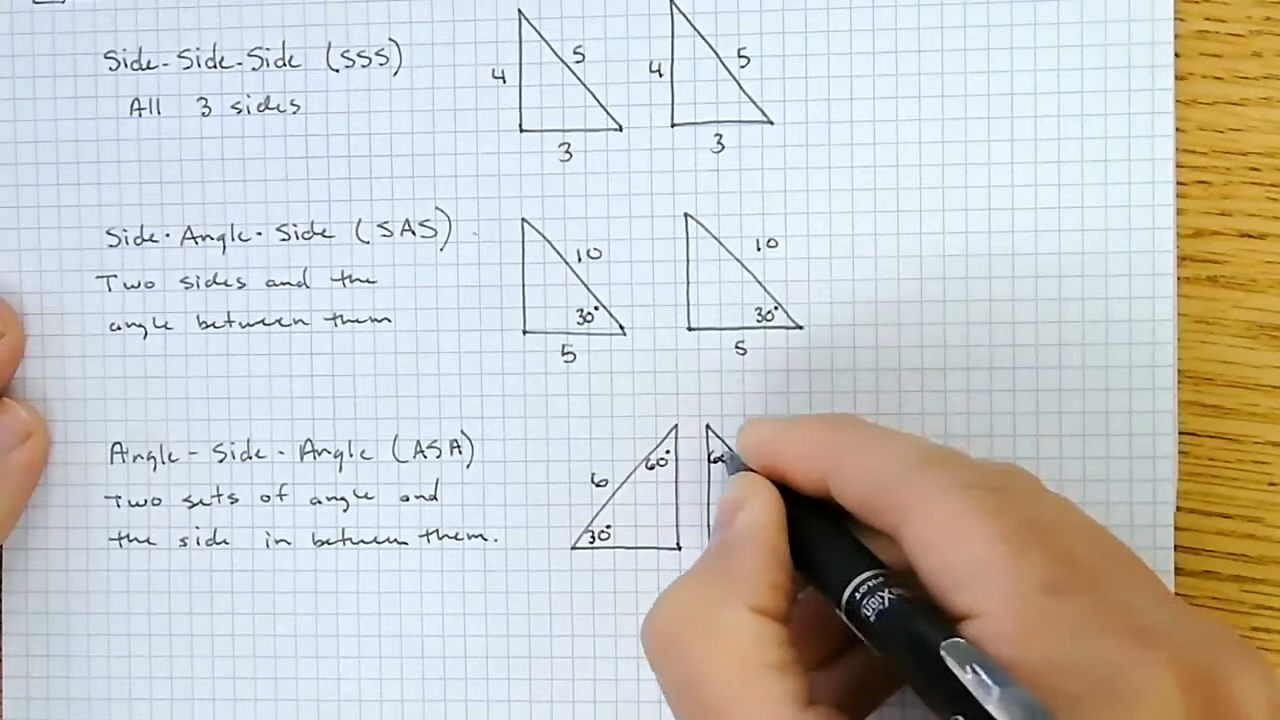 Side-Side-Side (SSS)
All 3 sides
4 5 3
4 5 3
Side-Angle-Side (SAS)
Two sides and the
angle between them
10 30° 5
10 30° 5
Angle-Side-Angle (ASA)
Two sets of angle and
the side in between them.
6 60° 30°
PILOT